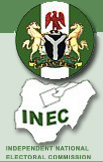 INEC
INDEPENDENT NATIONAL
ELECTORAL COMMISSION